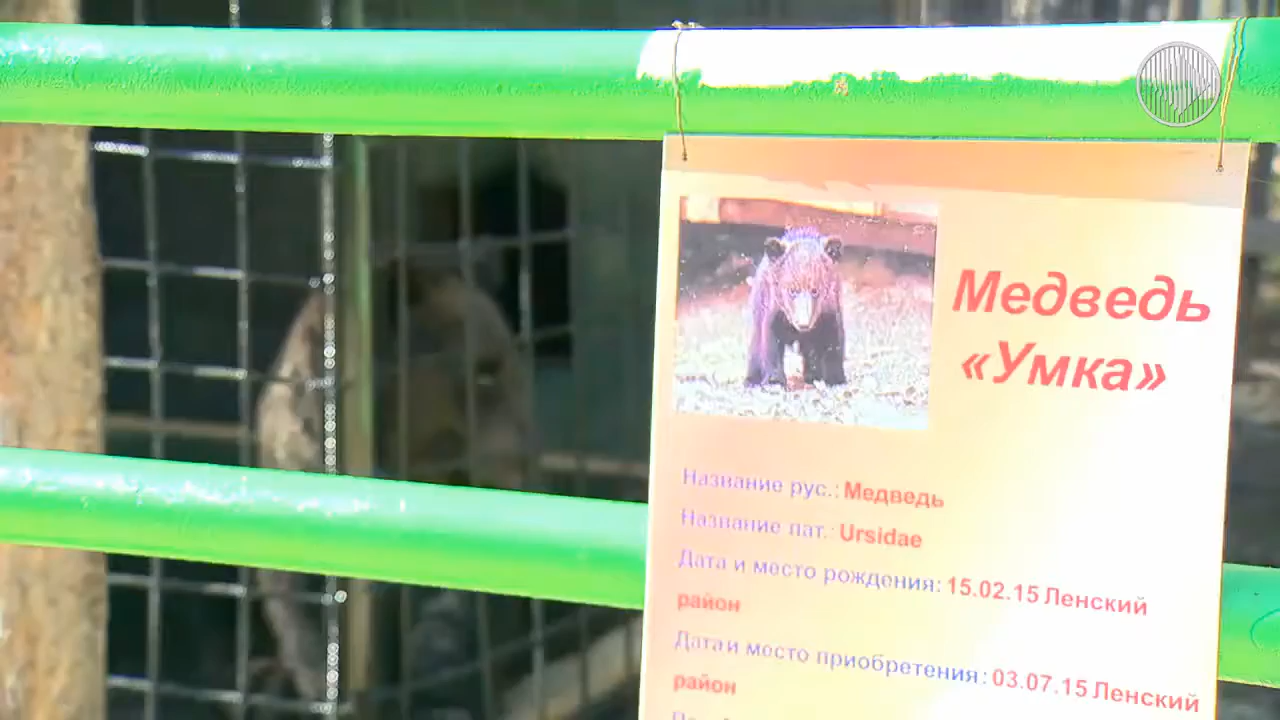 Медведь
«Умка»
Название рус.: Медведь
Название лат.: Ursidae
Дата и место рождения: 15.02.15 Ленский
район
Дата и место приобретения: 03.07.15 Ленский
район